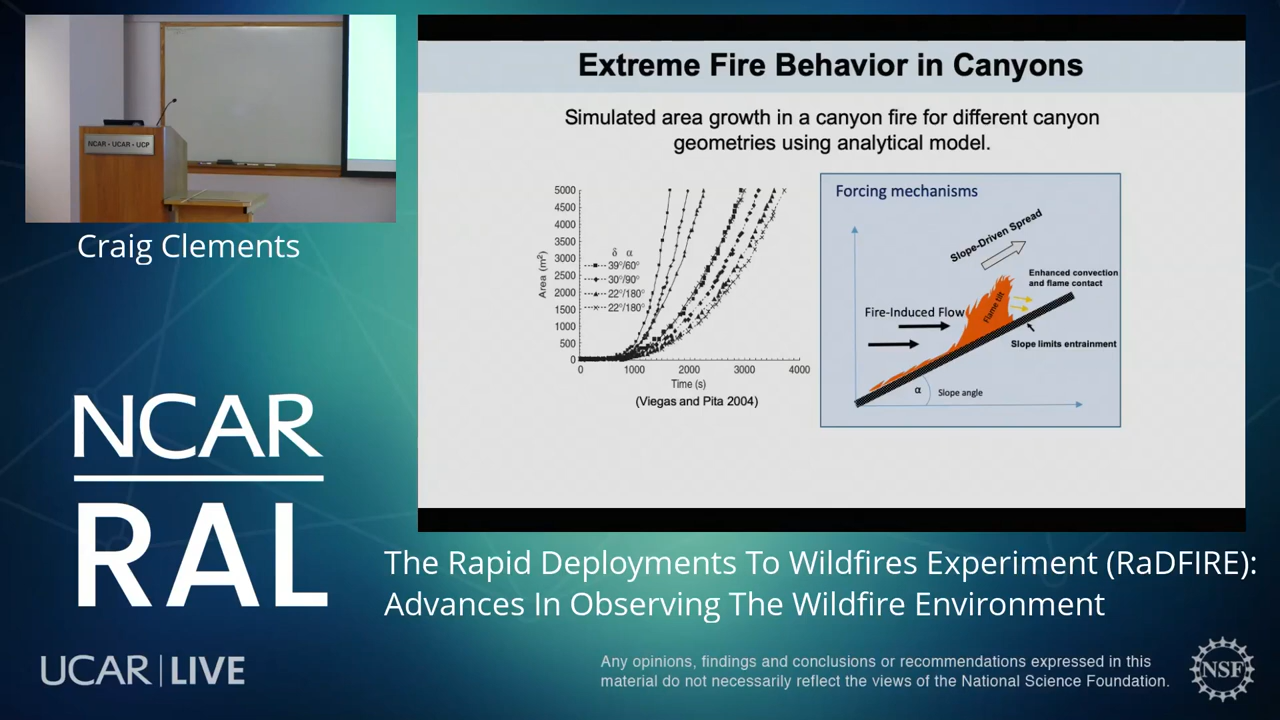 NCAR • UCAR • UCP
Craig Clements
Extreme Fire Behavior in Canyons
Simulated area growth in a canyon fire for different canyon
geometries using analytical model.
5000
4500
4000
3500
3000
2500
2000
1500
1000
500
0
Area (m²)
δ α
39°/60°
30°/90°
22°/180°
22°/180°
0 1000 2000 3000 4000
Time (s)
(Viegas and Pita 2004)
Forcing mechanisms
Slope-Driven Spread
Enhanced convection
and flame contact
Fire-Induced Flow
Flame tilt
Slope limits entrainment
α Slope angle
NCAR
RAL
The Rapid Deployments To Wildfires Experiment (RaDFIRE):
Advances In Observing The Wildfire Environment
UCAR | LIVE
Any opinions, findings and conclusions or recommendations expressed in this
material do not necessarily reflect the views of the National Science Foundation.
NSF